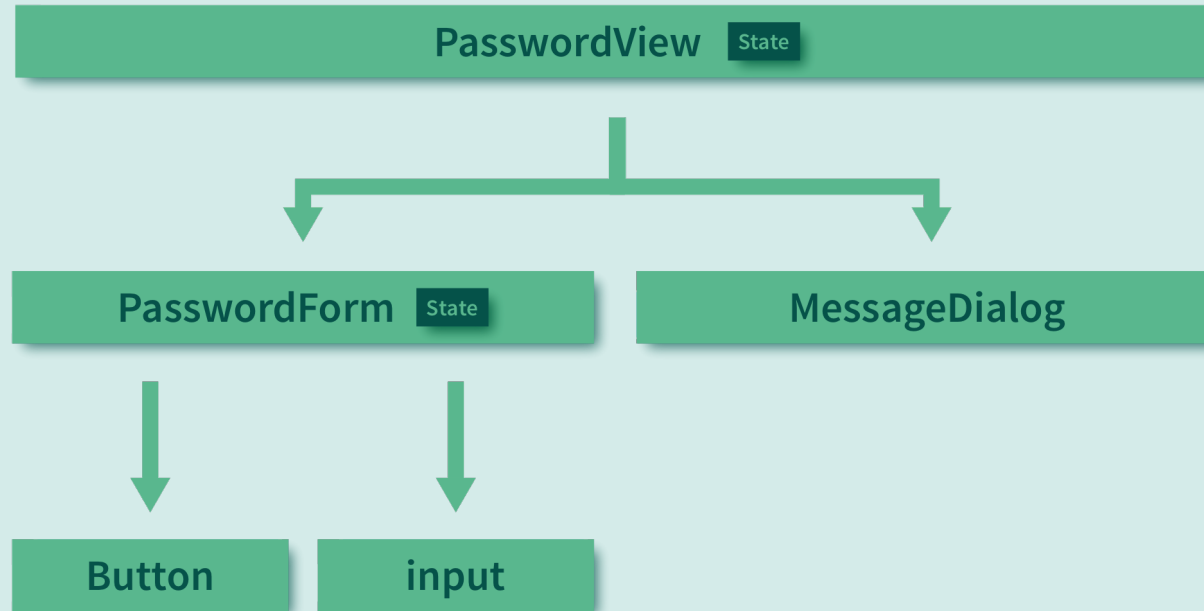 PasswordView State
PasswordForm State
MessageDialog
Button
input